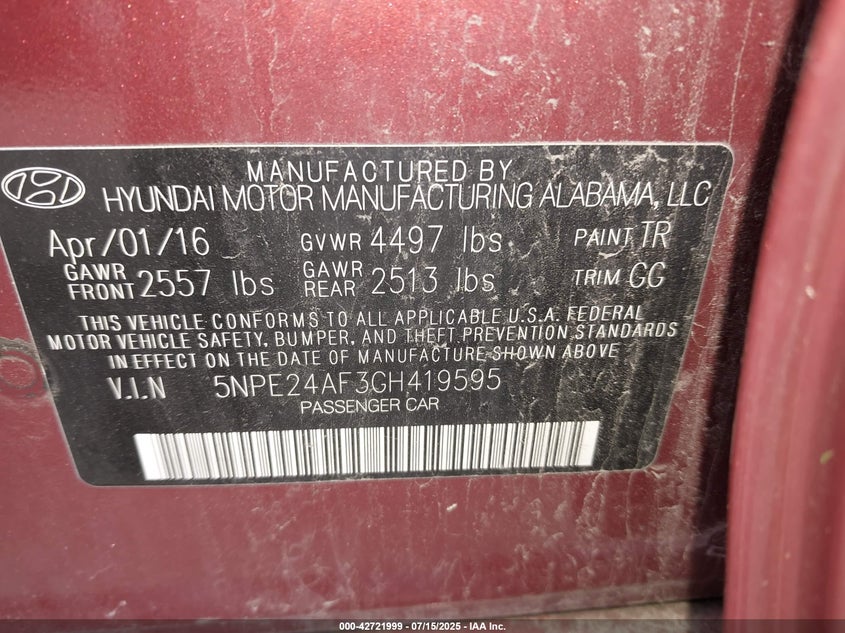 MANUFACTURED BY
HYUNDAI MOTOR MANUFACTURING ALABAMA, LLC
Apr/01/16 GVWR 4497 lbs PAINT TR
GAWR FRONT 2557 lbs GAWR REAR 2513 lbs TRIM GG
THIS VEHICLE CONFORMS TO ALL APPLICABLE U.S.A. FEDERAL
MOTOR VEHICLE SAFETY, BUMPER, AND THEFT PREVENTION STANDARDS
IN EFFECT ON THE DATE OF MANUFACTURE SHOWN ABOVE.
V.I.N 5NPE24AF3GH419595
PASSENGER CAR
000-42721999 - 07/15/2025 - IAA Inc.